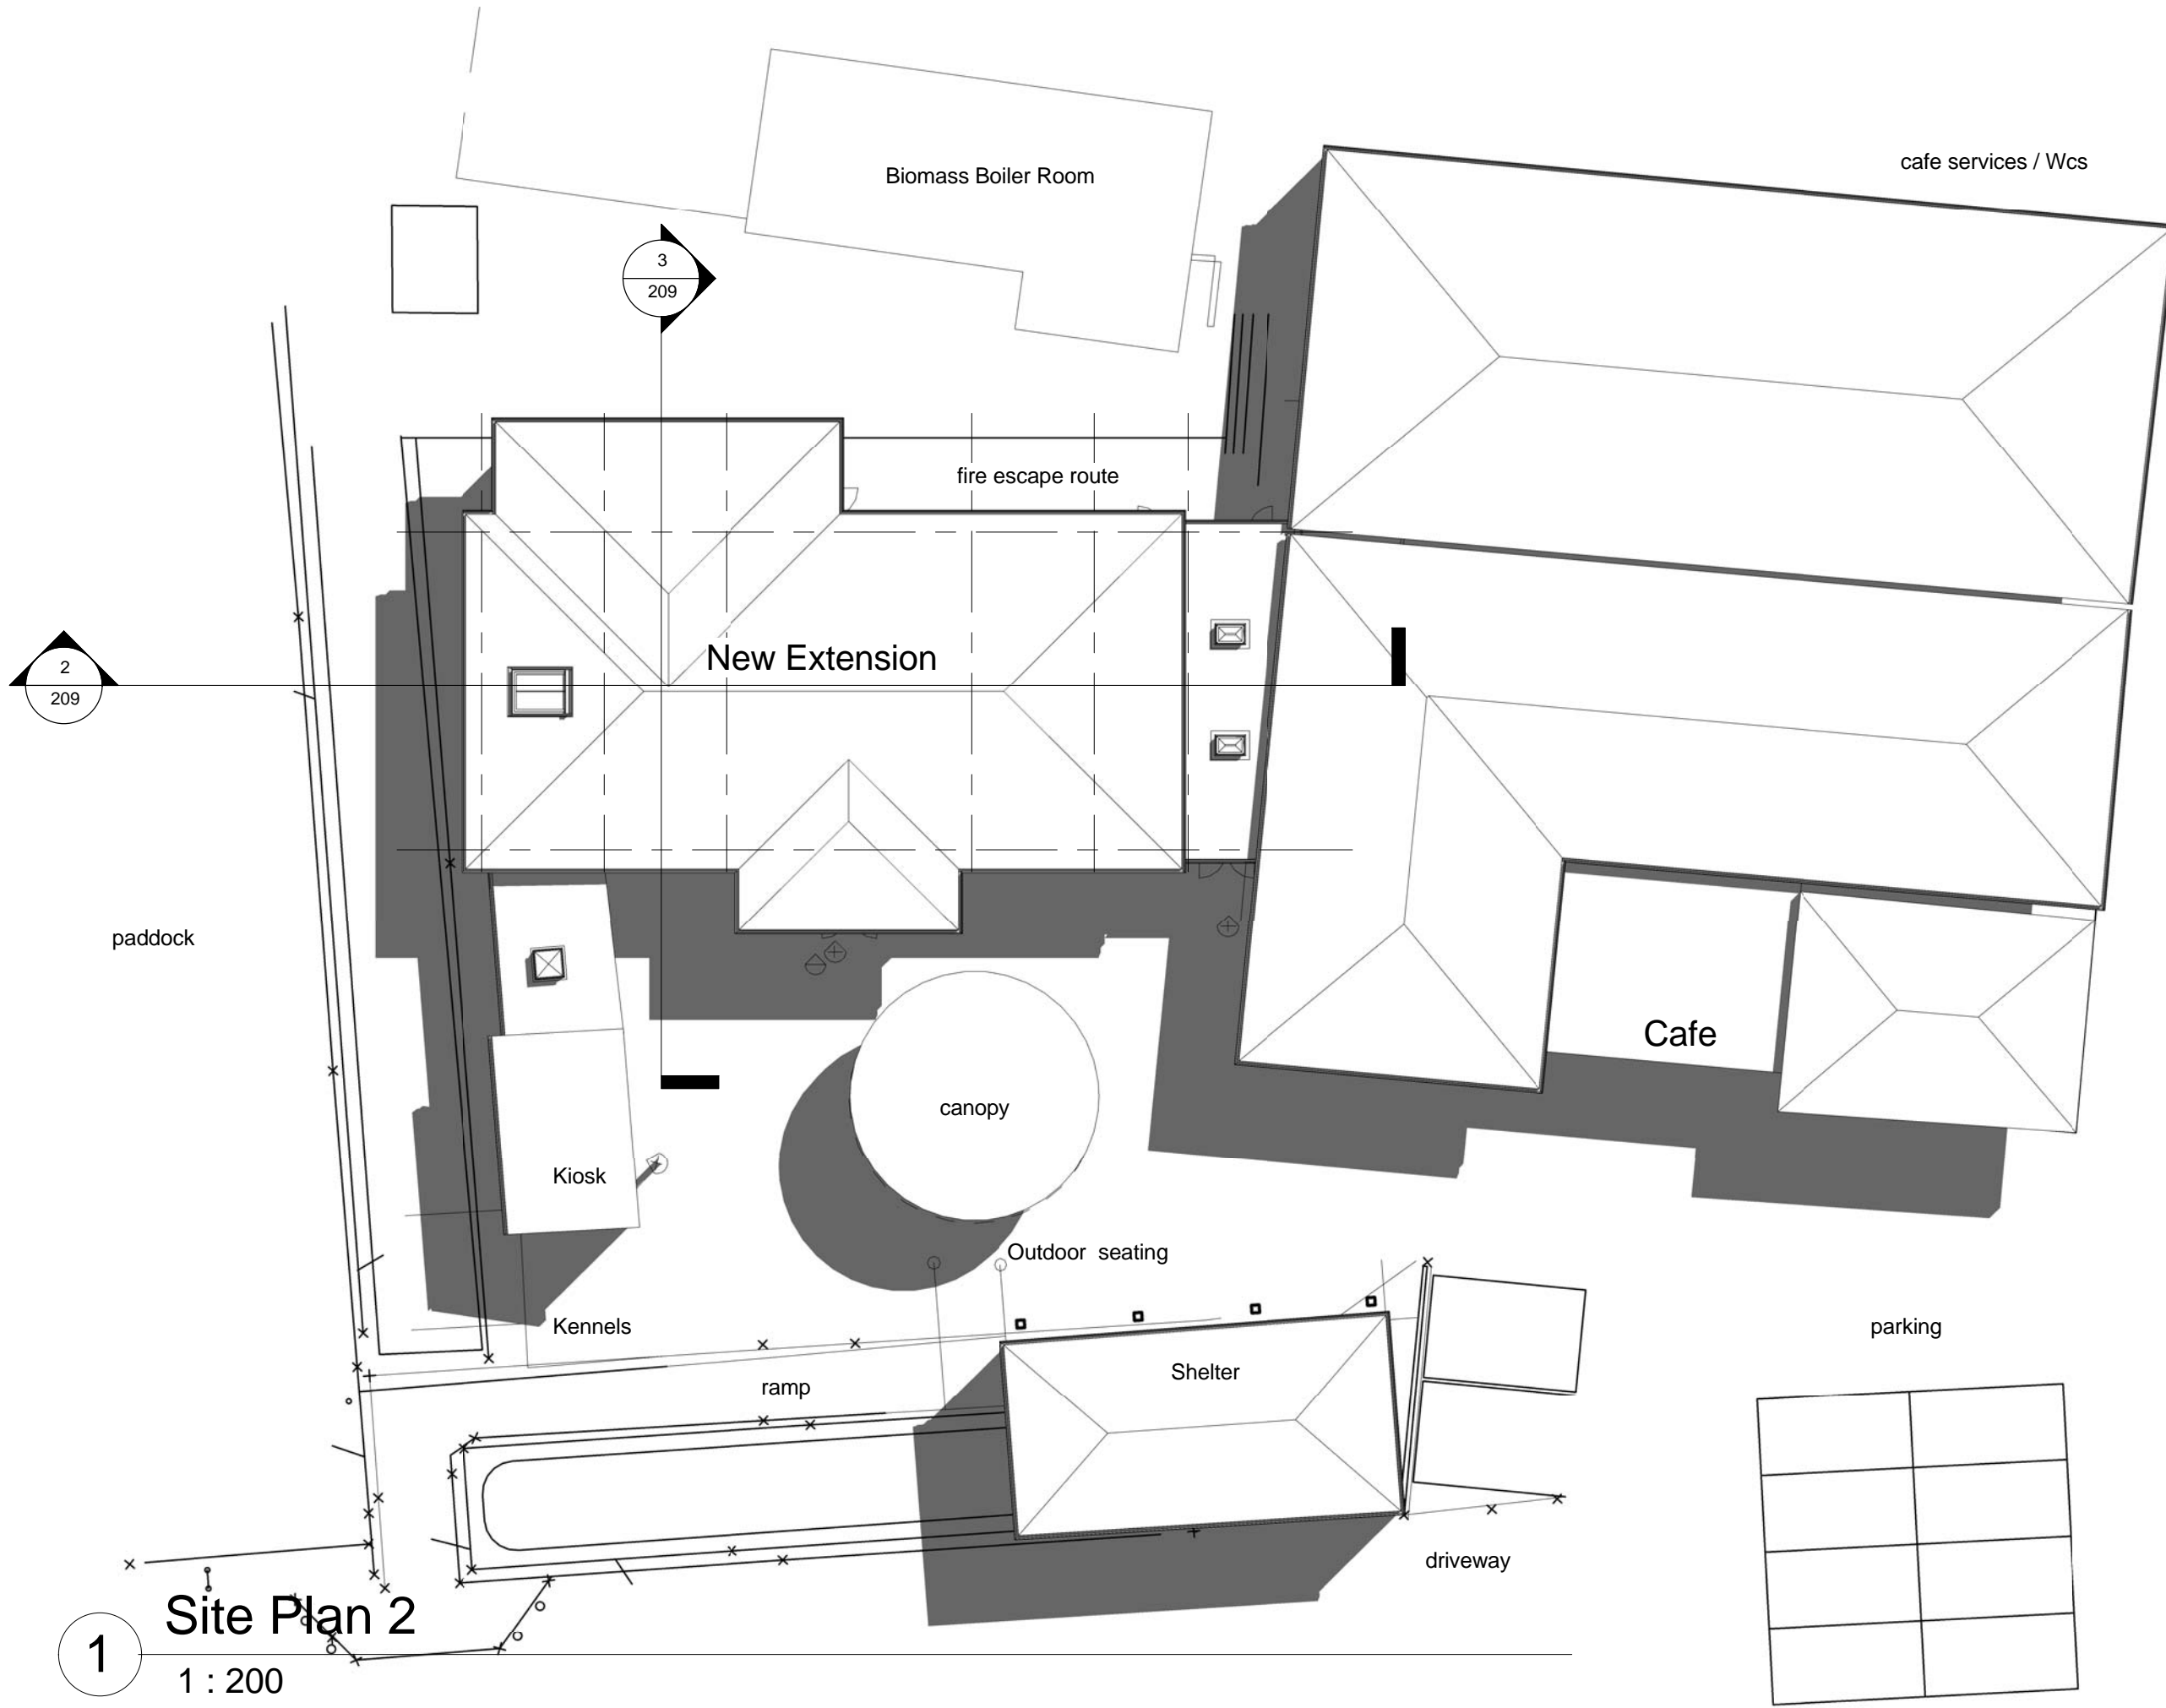 Biomass Boiler Room
cafe services / Wcs
3
209
fire escape route
New Extension
2
209
paddock
Cafe
canopy
Kiosk
Outdoor seating
Kennels
parking
Shelter
ramp
driveway
Site Plan 2
1
1 : 200